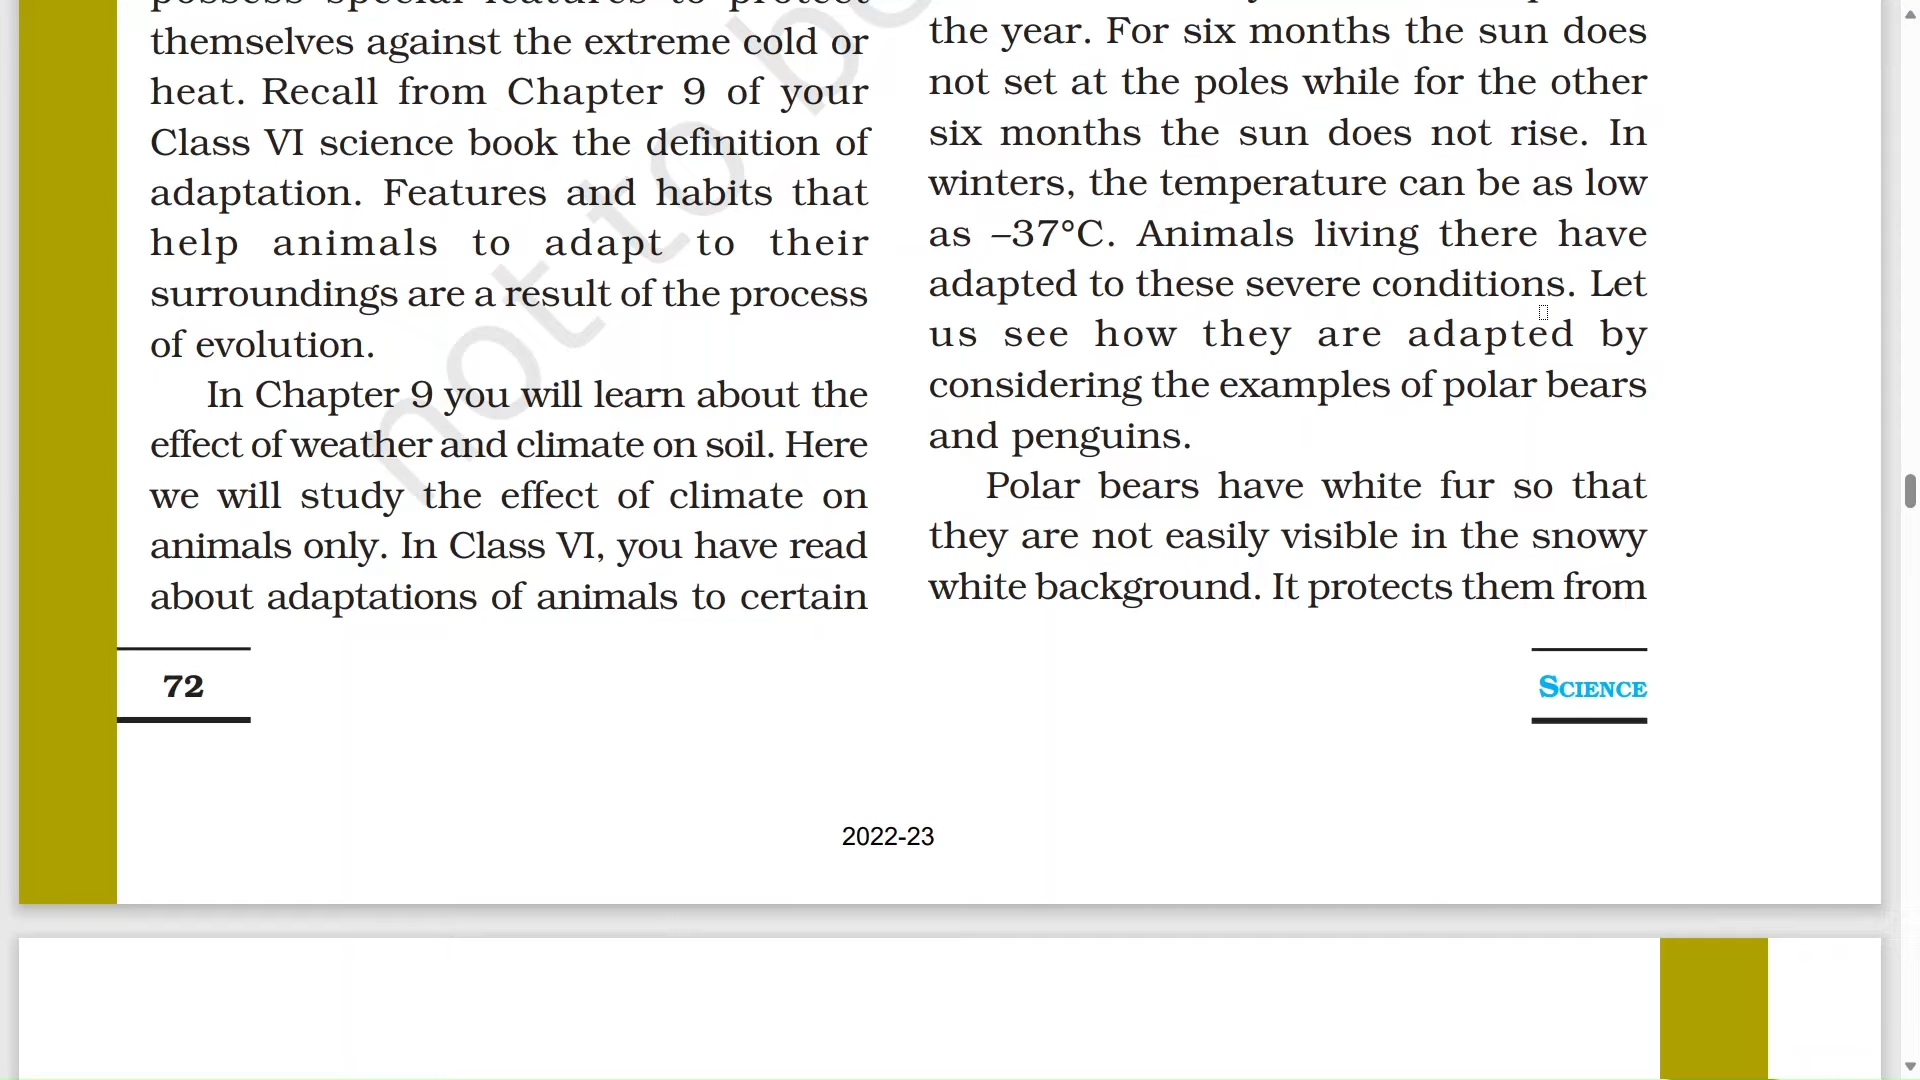 possess special features to protect
themselves against the extreme cold or
heat. Recall from Chapter 9 of your
Class VI science book the definition of
adaptation. Features and habits that
help animals to adapt to their
surroundings are a result of the process
of evolution.
In Chapter 9 you will learn about the
effect of weather and climate on soil. Here
we will study the effect of climate on
animals only. In Class VI, you have read
about adaptations of animals to certain
the year. For six months the sun does
not set at the poles while for the other
six months the sun does not rise. In
winters, the temperature can be as low
as –37°C. Animals living there have
adapted to these severe conditions. Let
us see how they are adapted by
considering the examples of polar bears
and penguins.
Polar bears have white fur so that
they are not easily visible in the snowy
white background. It protects them from
72
SCIENCE
2022-23
not to be